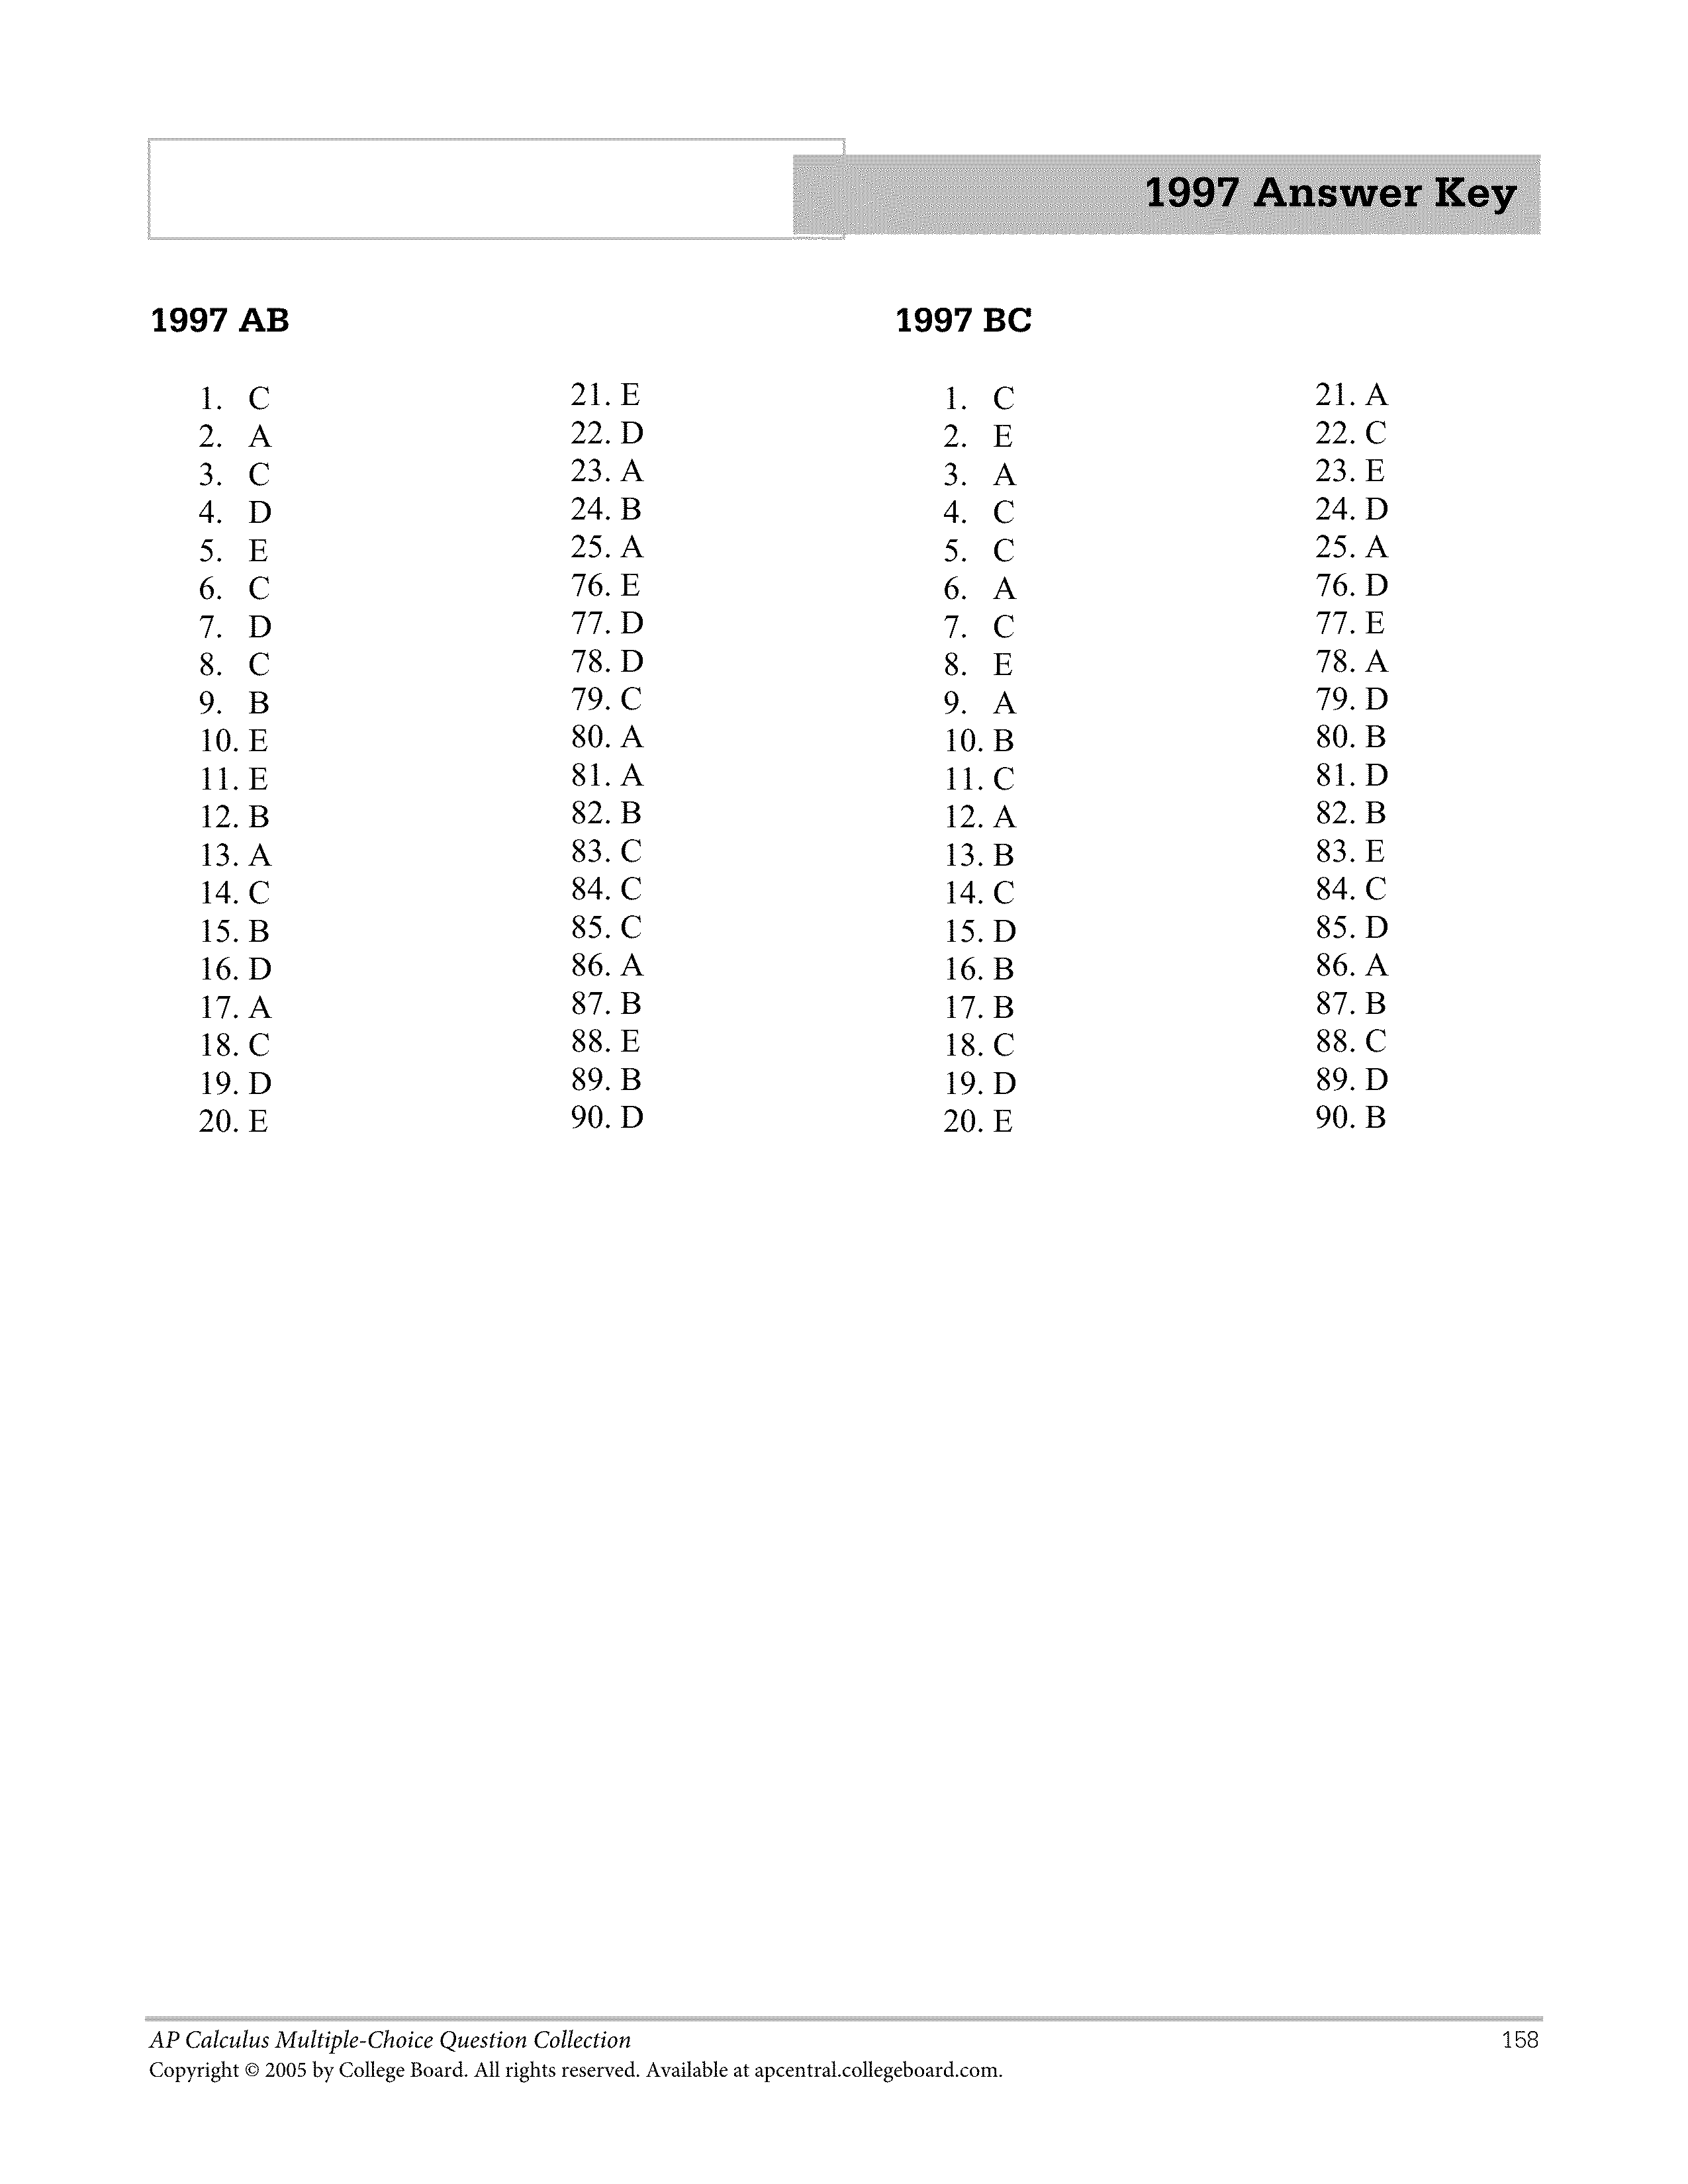 1997 Answer Key
1997 AB
1. C
2. A
3. C
4. D
5. E
6. C
7. D
8. C
9. B
10. E
11. E
12. B
13. A
14. C
15. B
16. D
17. A
18. C
19. D
20. E
21. E
22. D
23. A
24. B
25. A
76. E
77. D
78. D
79. C
80. A
81. A
82. B
83. C
84. C
85. C
86. A
87. B
88. E
89. B
90. D
1997 BC
1. C
2. E
3. A
4. C
5. C
6. A
7. C
8. E
9. A
10. B
11. C
12. A
13. B
14. C
15. D
16. B
17. B
18. C
19. D
20. E
21. A
22. C
23. E
24. D
25. A
76. D
77. E
78. A
79. D
80. B
81. D
82. B
83. E
84. C
85. D
86. A
87. B
88. C
89. D
90. B
AP Calculus Multiple-Choice Question Collection 158
Copyright © 2005 by College Board. All rights reserved. Available at apcentral.collegeboard.com.